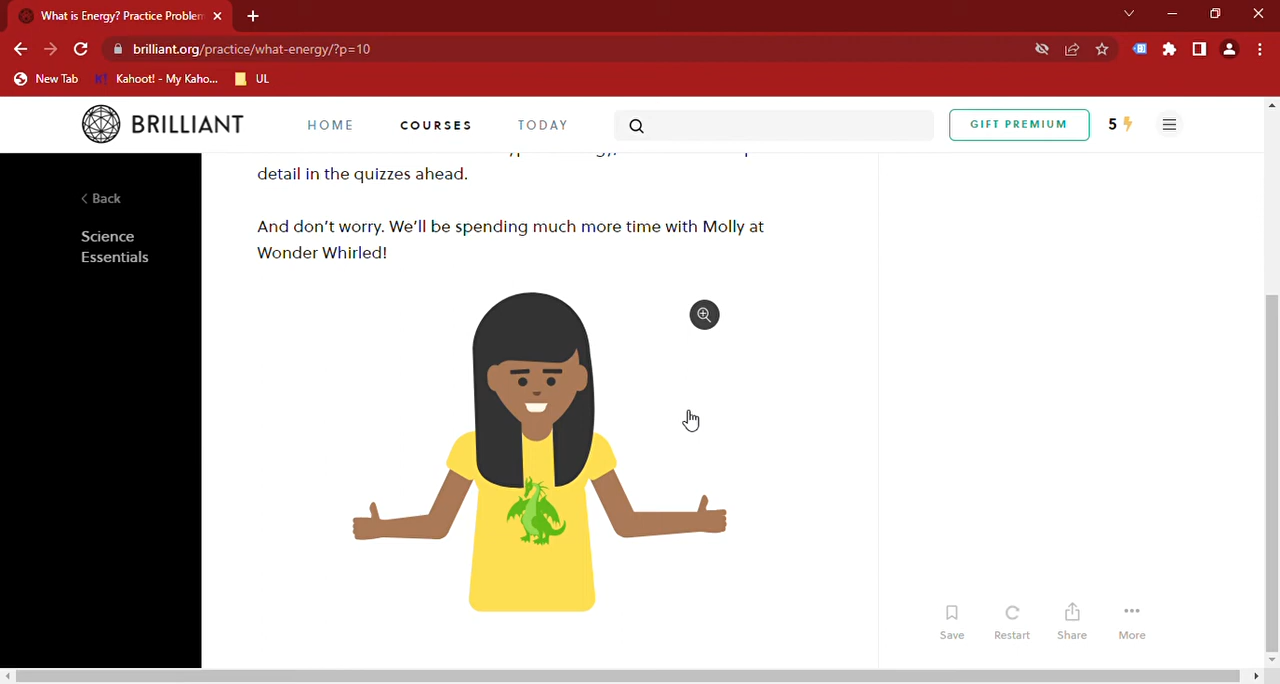 What is Energy? Practice Problem
brilliant.org/practice/what-energy/?p=10
New Tab
Kahoot! - My Kaho...
UL
BRILLIANT
HOME
COURSES
TODAY
GIFT PREMIUM
5
< Back
Science
Essentials
detail in the quizzes ahead.
And don't worry. We'll be spending much more time with Molly at
Wonder Whirled!
Save
Restart
Share
More